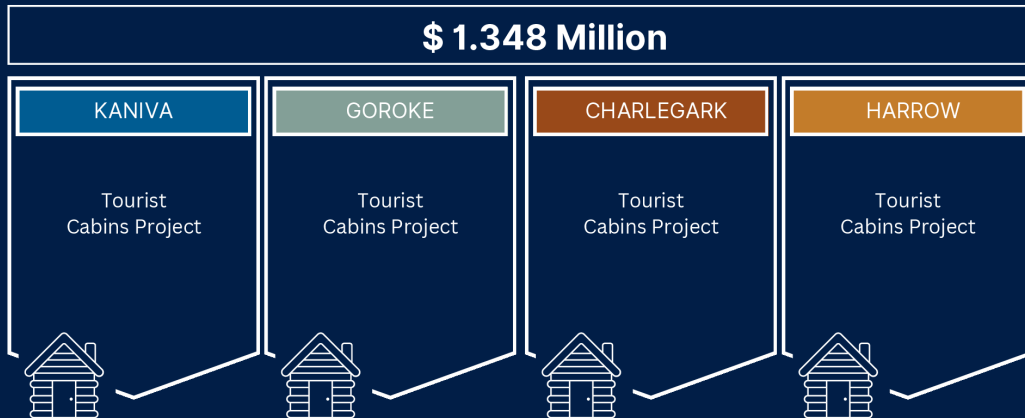 $ 1.348 Million
KANIVA
Tourist
Cabins Project
GOROKE
Tourist
Cabins Project
CHARLEGARK
Tourist
Cabins Project
HARROW
Tourist
Cabins Project